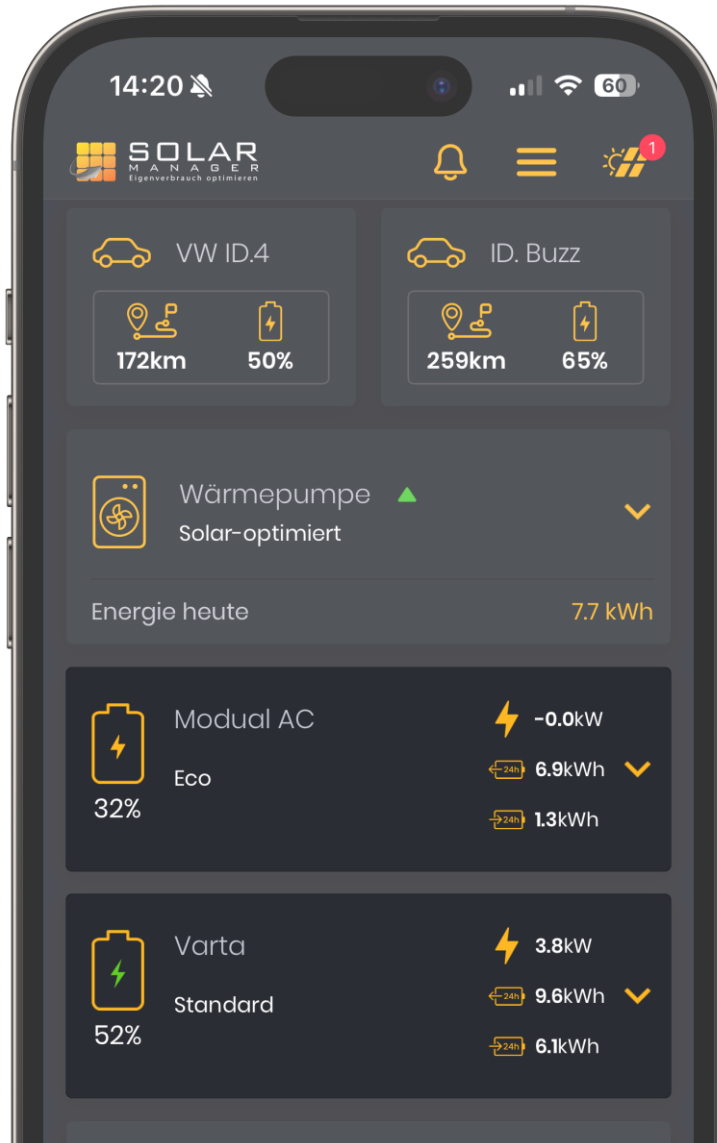 14:20
60
SOLAR
MANAGER
Eigenverbrauch optimieren
1
VW ID.4
ID. Buzz
172km
50%
259km
65%
Wärmepumpe
Solar-optimiert
Energie heute
7.7 kWh
Modual AC
-0.0kW
Eco
24h
6.9kWh
32%
24h
1.3kWh
Varta
3.8kW
Standard
24h
9.6kWh
52%
24h
6.1kWh